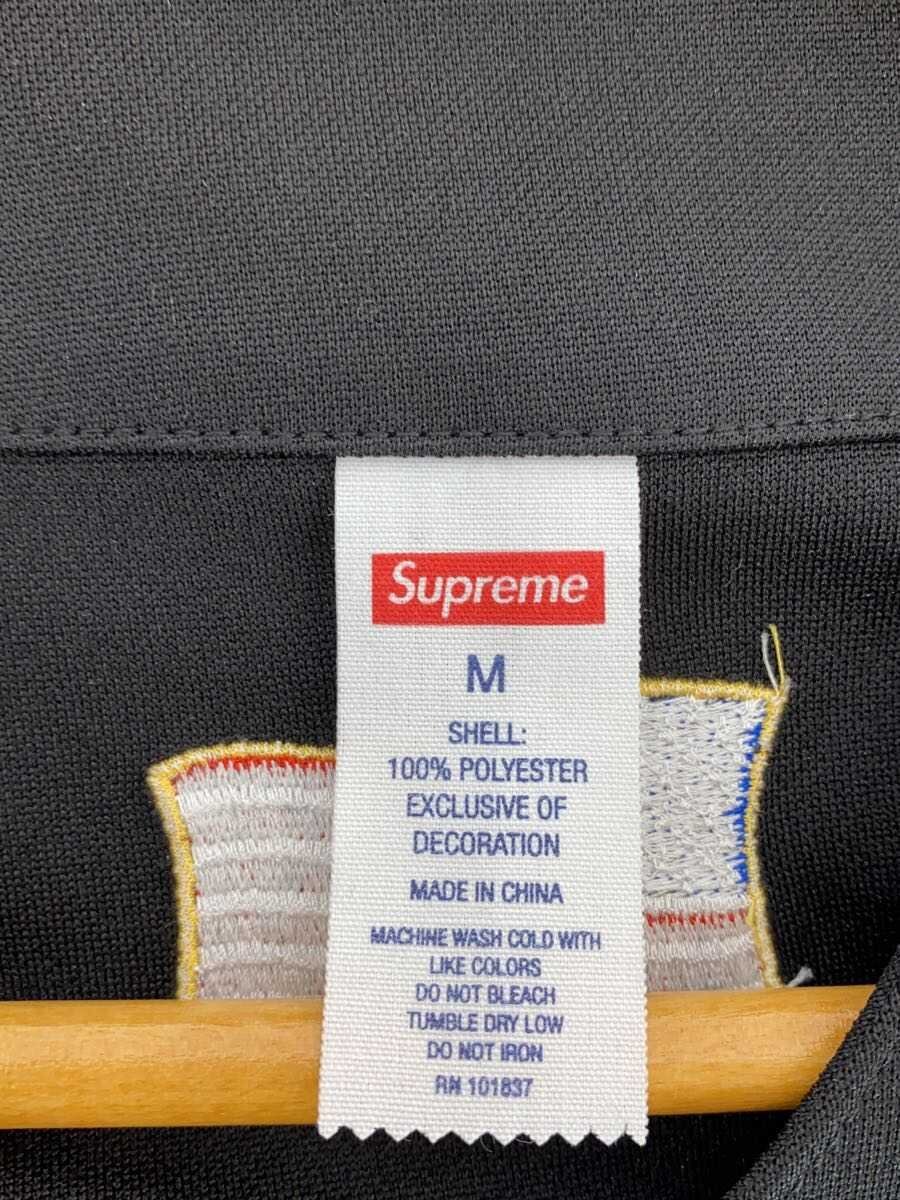 Supreme
M
SHELL:
100% POLYESTER
EXCLUSIVE OF
DECORATION
MADE IN CHINA
MACHINE WASH COLD WITH
LIKE COLORS
DO NOT BLEACH
TUMBLE DRY LOW
DO NOT IRON
RN 101837